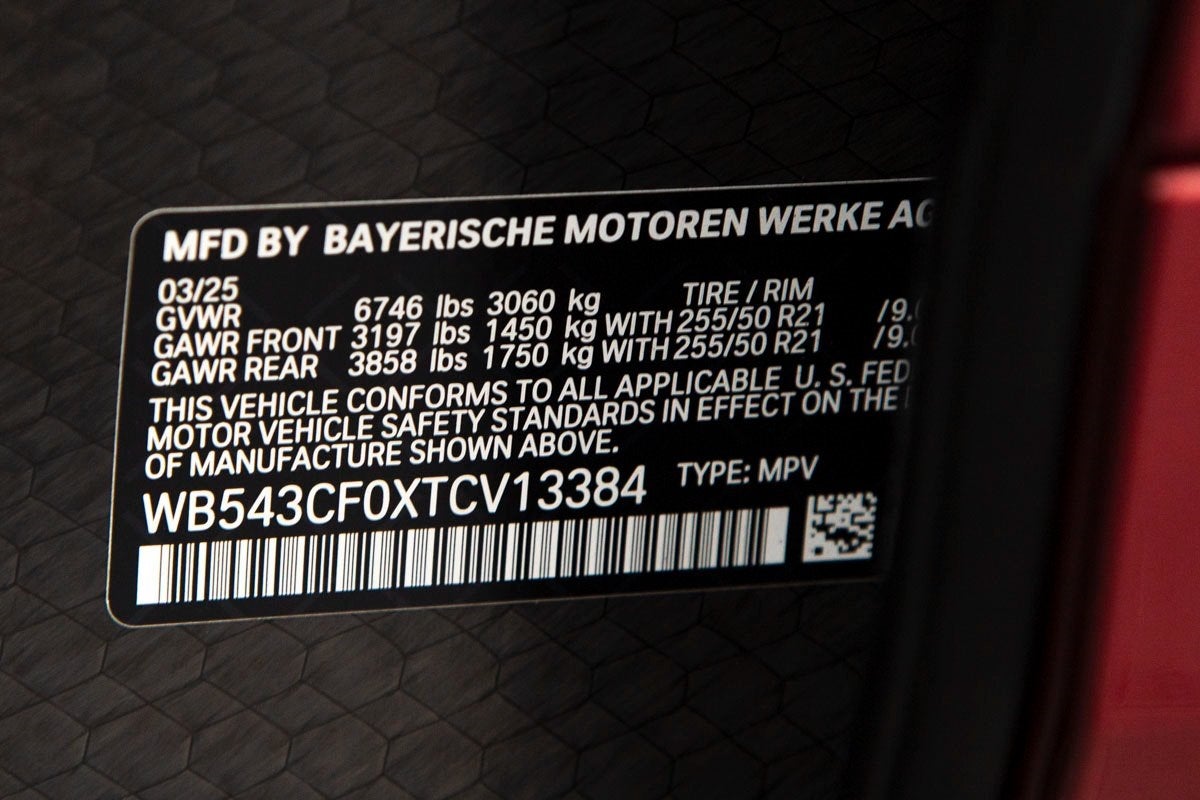 MFD BY BAYERISCHE MOTOREN WERKE AG
03/25 TIRE / RIM
GVWR 6746 lbs 3060 kg
GAWR FRONT 3197 lbs 1450 kg WITH 255/50 R21 /9.
GAWR REAR 3858 lbs 1750 kg WITH 255/50 R21 /9.
THIS VEHICLE CONFORMS TO ALL APPLICABLE U. S. FED
MOTOR VEHICLE SAFETY STANDARDS IN EFFECT ON THE
OF MANUFACTURE SHOWN ABOVE.
WB543CF0XTCV13384 TYPE: MPV